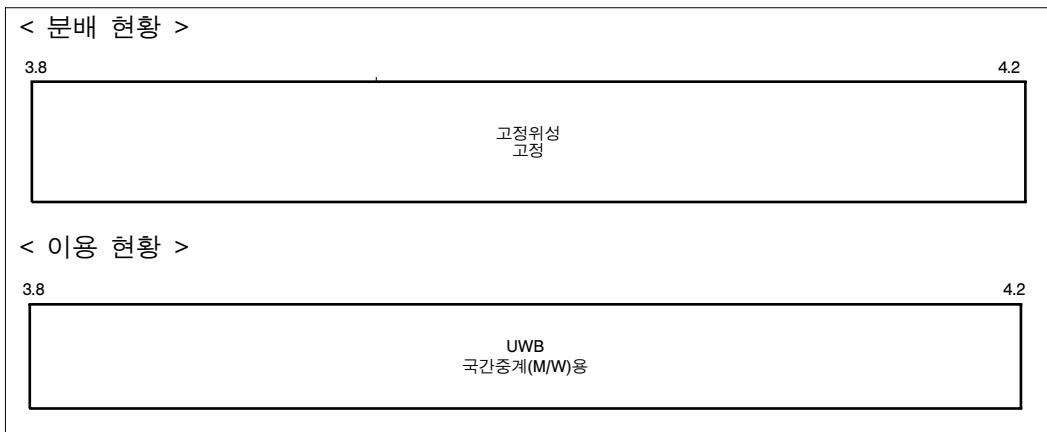 < 분배 현황 >
3.8 4.2
고정위성
고정
< 이용 현황 >
3.8 4.2
UWB
국간중계(M/W)용